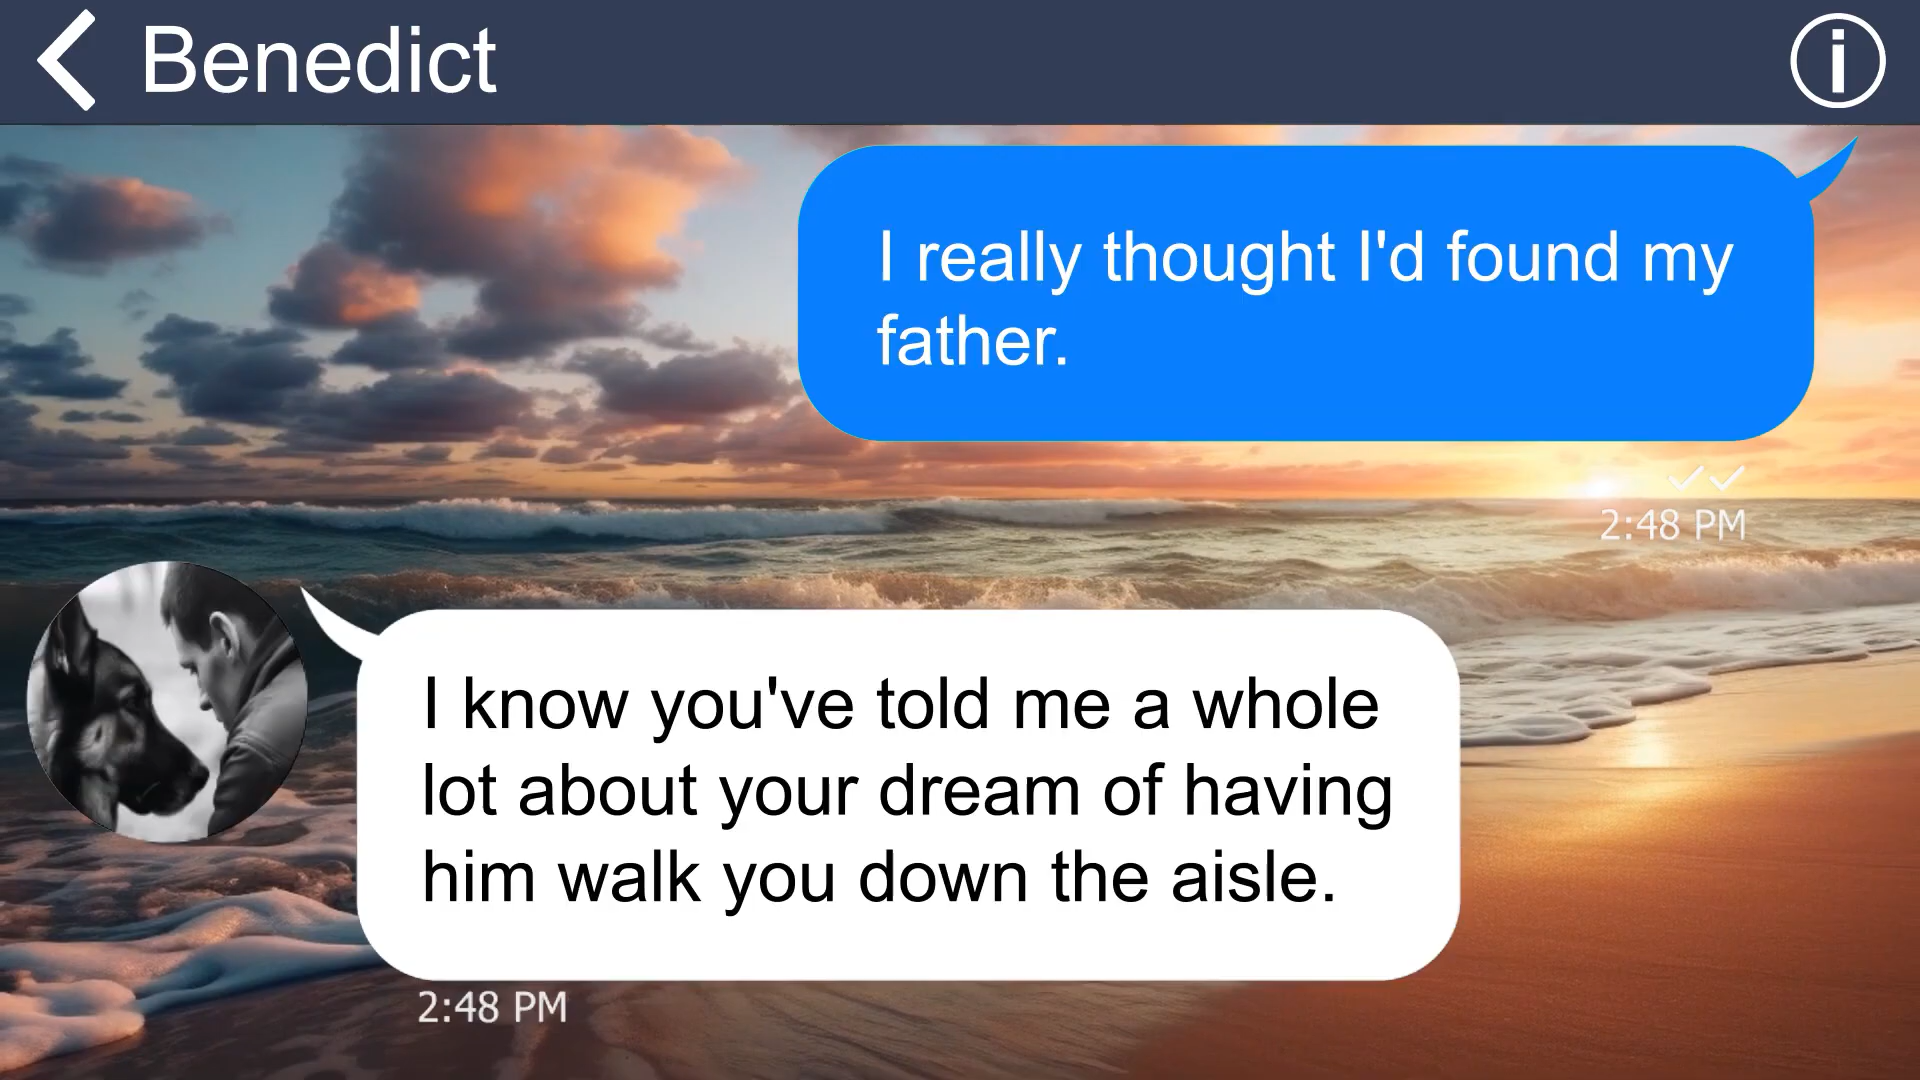 Benedict
I really thought I'd found my
father.
2:48 PM
I know you've told me a whole
lot about your dream of having
him walk you down the aisle.
2:48 PM